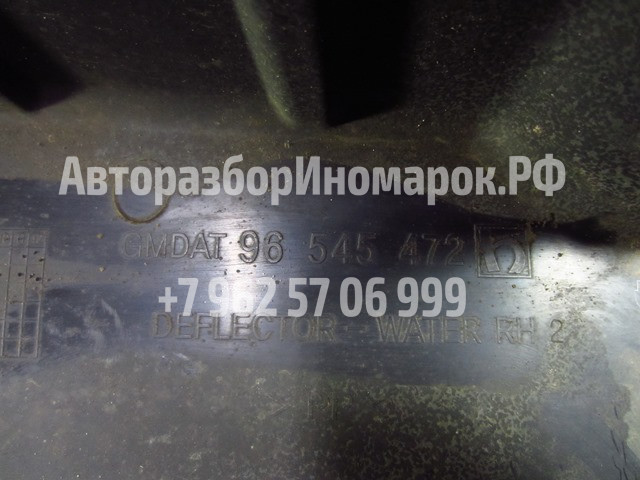 АвторазборИномарок.РФ
GMDAT 96 545 472
+7 962 57 06 999
DEFLECTOR - WATER RH 2